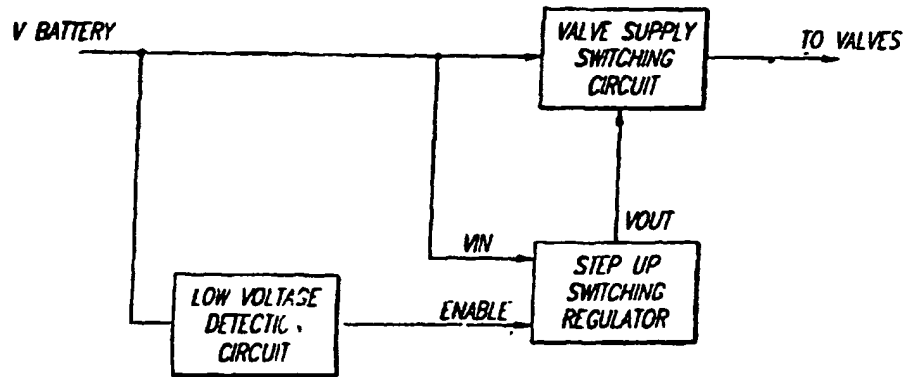 V BATTERY
VALVE SUPPLY
SWITCHING
CIRCUIT
TO VALVES
VOUT
VIN
STEP UP
SWITCHING
REGULATOR
LOW VOLTAGE
CIRCUIT
ENABLE